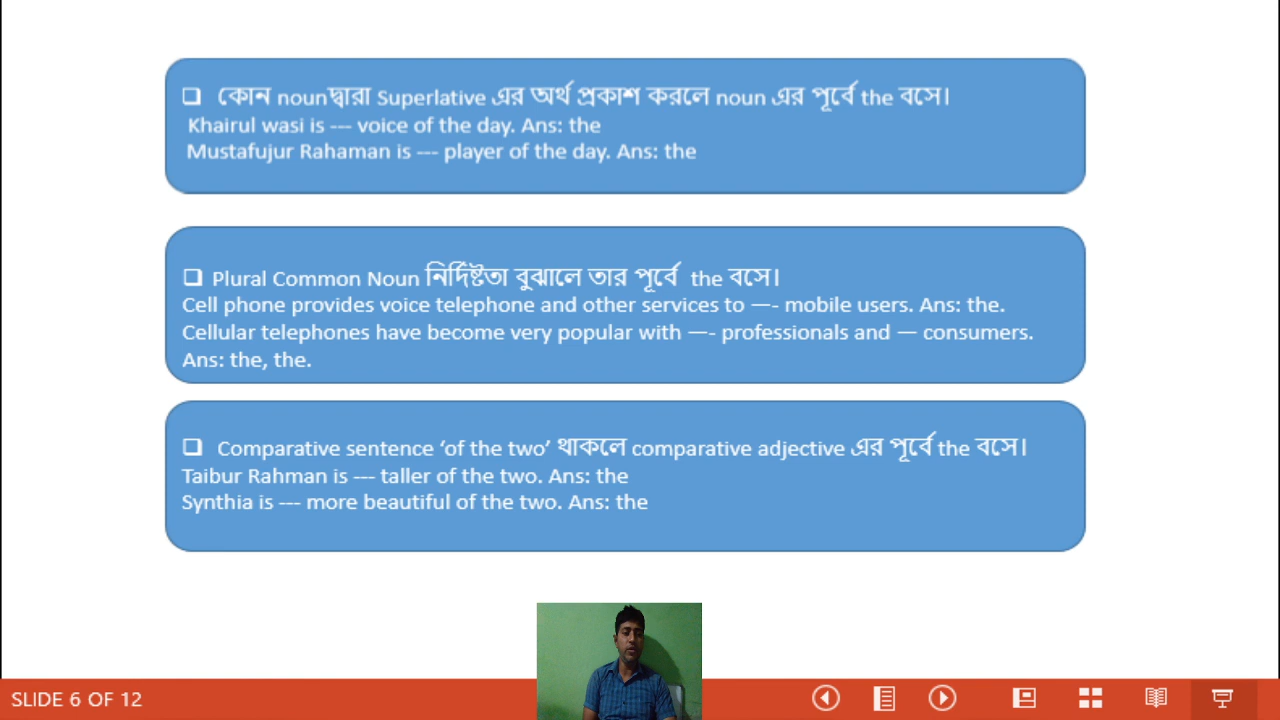 ❑ কোন nounদ্বারা Superlative এর অর্থ প্রকাশ করলে noun এর পূর্বে the বসে।
Khairul wasi is --- voice of the day. Ans: the
Mustafujur Rahaman is --- player of the day. Ans: the
❑ Plural Common Noun নির্দিষ্টতা বুঝালে তার পূর্বে the বসে।
Cell phone provides voice telephone and other services to —- mobile users. Ans: the.
Cellular telephones have become very popular with —- professionals and — consumers.
Ans: the, the.
❑ Comparative sentence ‘of the two’ থাকলে comparative adjective এর পূর্বে the বসে।
Taibur Rahman is --- taller of the two. Ans: the
Synthia is --- more beautiful of the two. Ans: the
SLIDE 6 OF 12